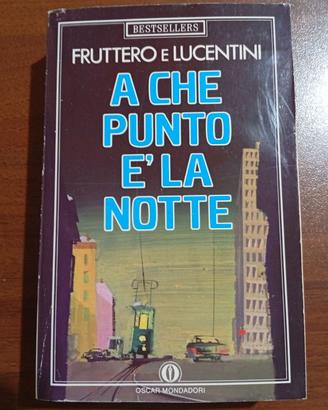 BESTSELLERS
FRUTTERO E LUCENTINI
A CHE
PUNTO
E' LA
NOTTE
OSCAR MONDADORI